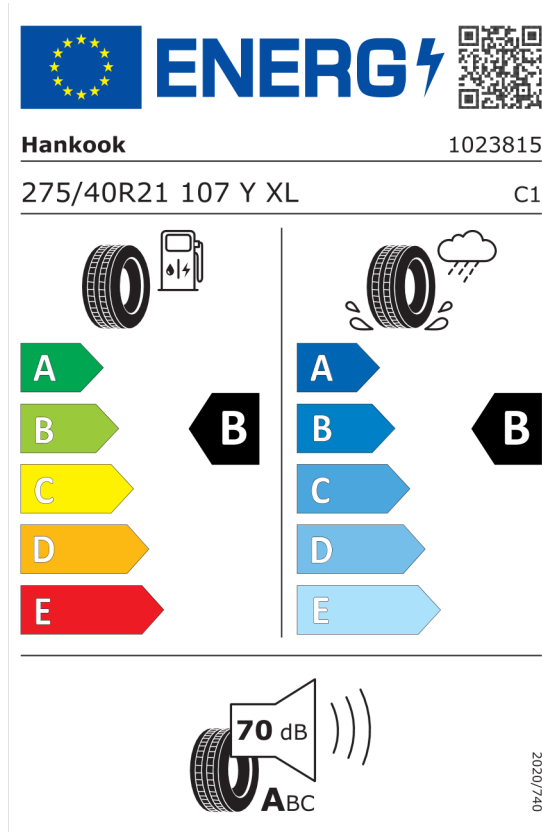 ENERG
Hankook 1023815
275/40R21 107 Y XL C1
A A
B B B B
C C
D D
E E
70 dB
ABC
2020/740